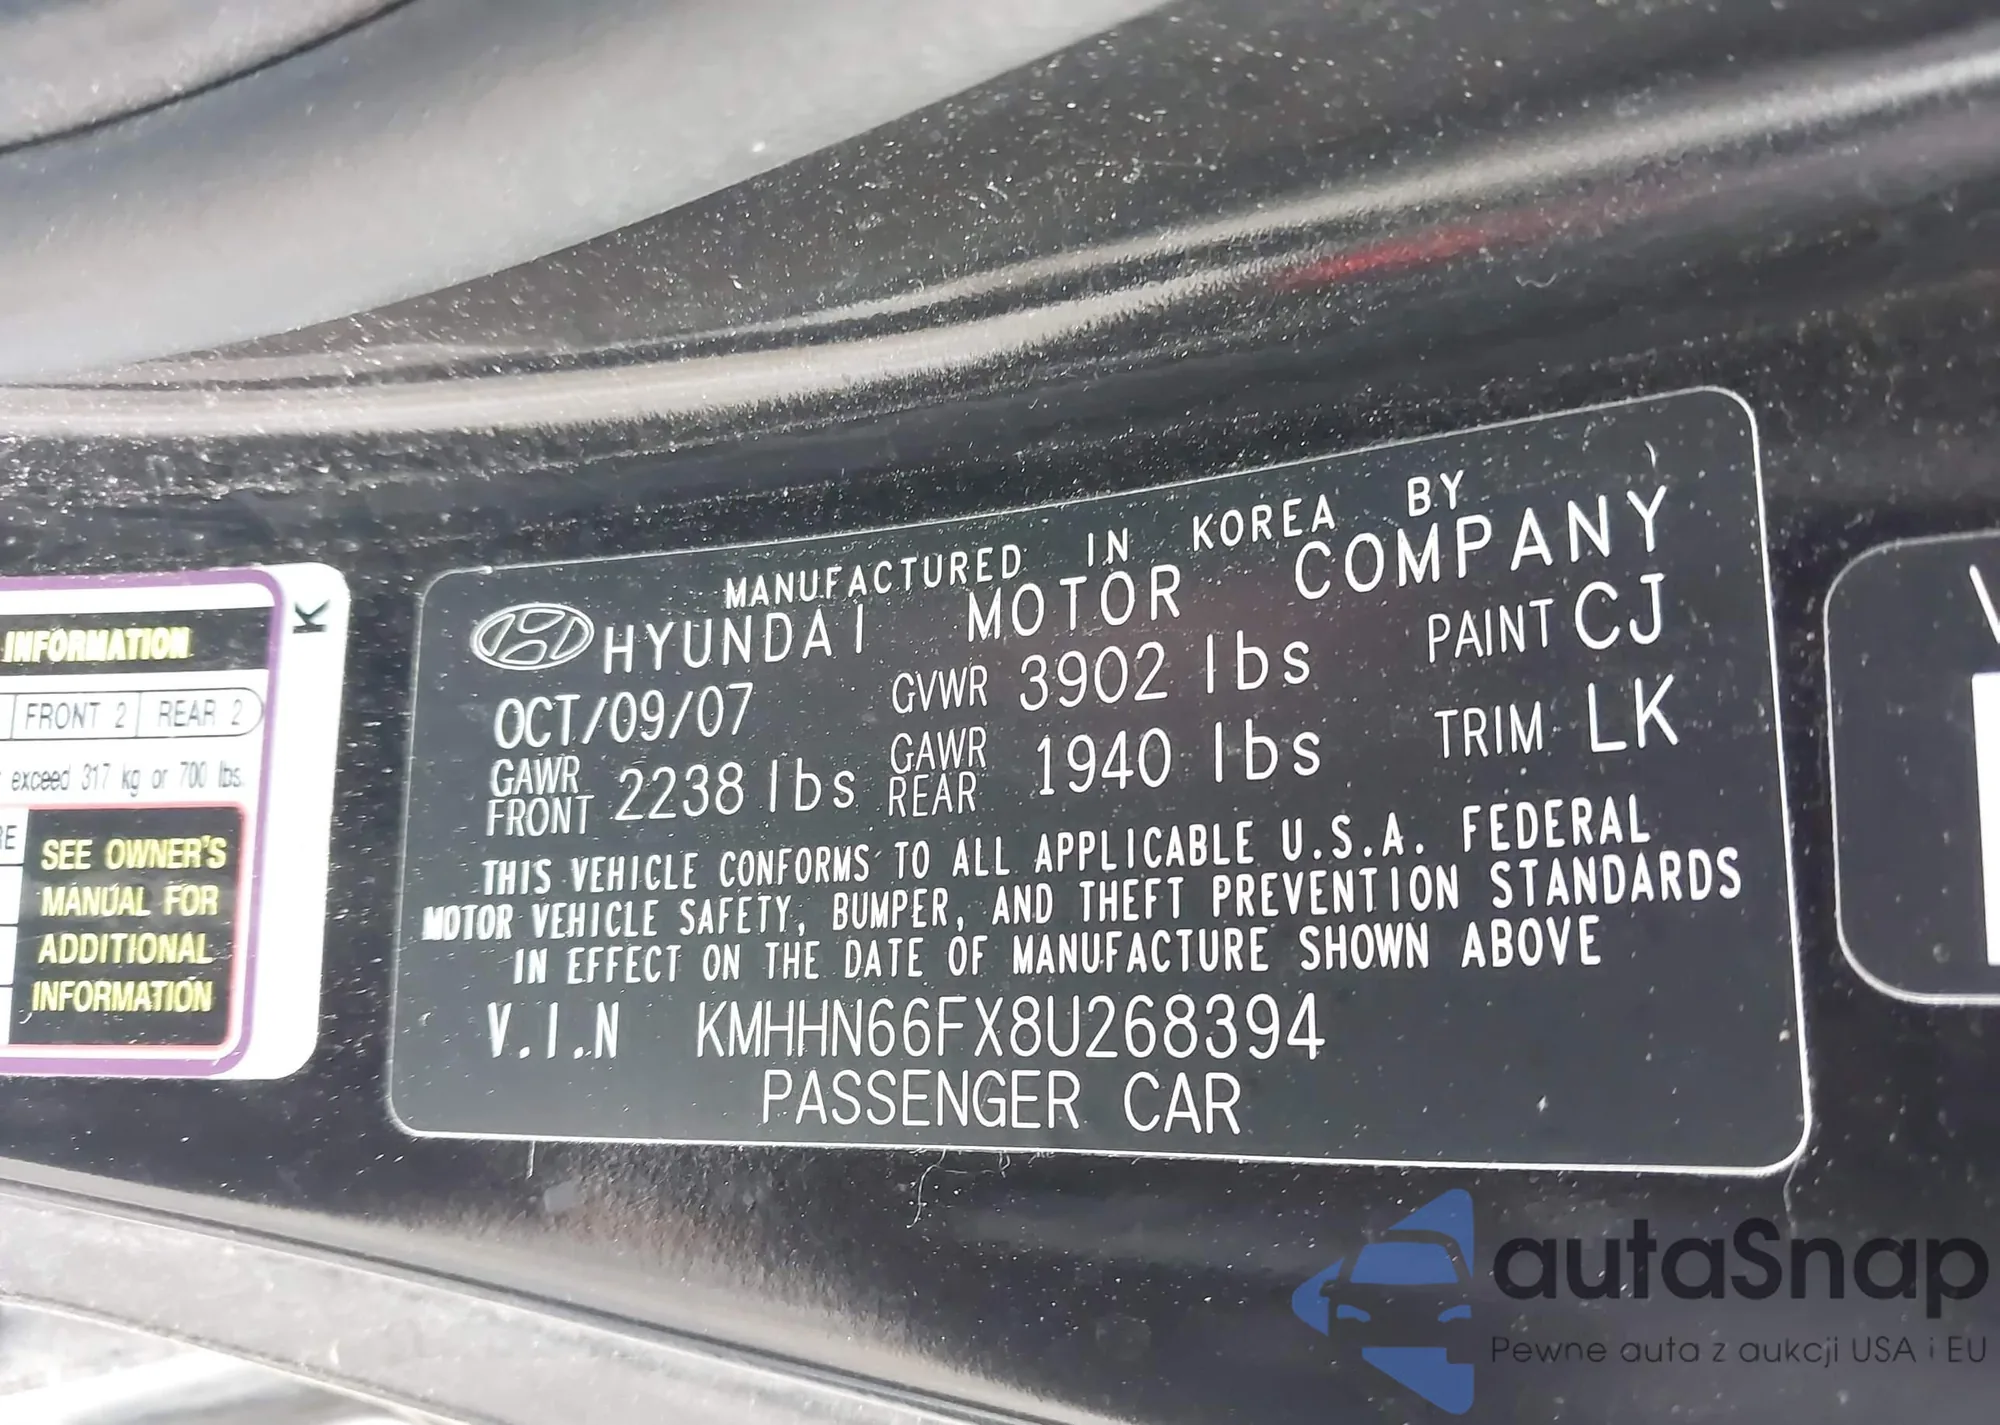 INFORMATION
FRONT 2 REAR 2
exceed 317 kg or 700 lbs.
SEE OWNER'S
MANUAL FOR
ADDITIONAL
INFORMATION
K
MANUFACTURED IN KOREA BY
HYUNDAI MOTOR COMPANY
OCT/09/07 GVWR 3902 lbs PAINT CJ
GAWR FRONT 2238 lbs GAWR REAR 1940 lbs TRIM LK
THIS VEHICLE CONFORMS TO ALL APPLICABLE U.S.A. FEDERAL
MOTOR VEHICLE SAFETY, BUMPER, AND THEFT PREVENTION STANDARDS
IN EFFECT ON THE DATE OF MANUFACTURE SHOWN ABOVE
V.I.N KMHHN66FX8U268394
PASSENGER CAR
autaSnap
Pewne auta z aukcji USA i EU